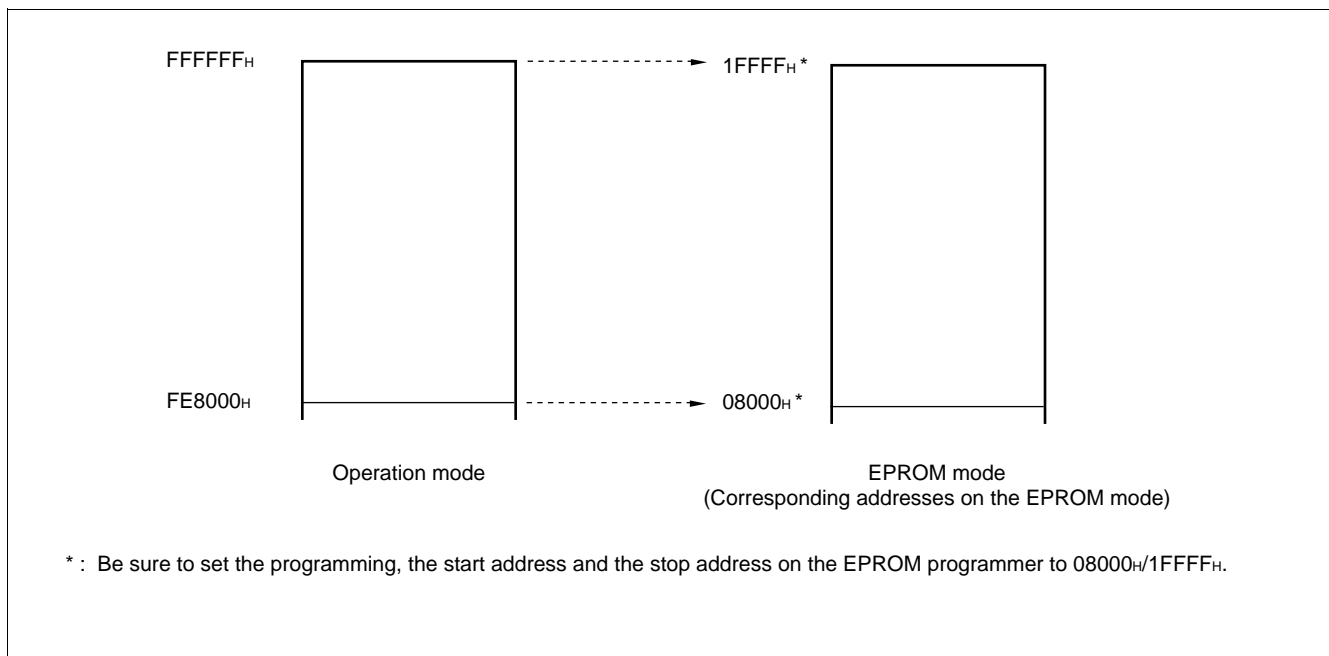 FFFFFFH 1FFFFH *
FE8000H 08000H *
Operation mode EPROM mode
(Corresponding addresses on the EPROM mode)
* : Be sure to set the programming, the start address and the stop address on the EPROM programmer to 08000H/1FFFFH.